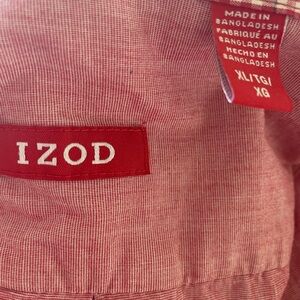 MADE IN
BANGLADESH
FABRIQUÉ AU
BANGLADESH
HECHO EN
BANGLADESH
XL/TG/
XG
IZOD